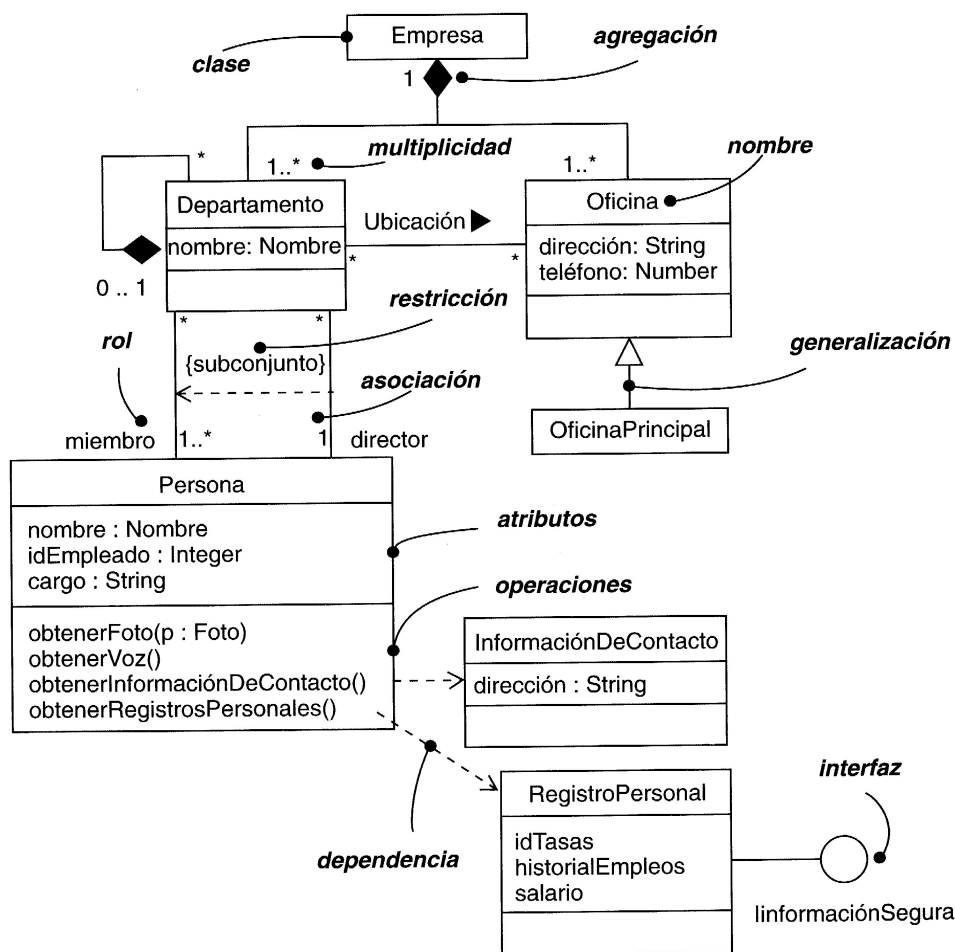 Empresa
agregación
clase
1
multiplicidad
nombre
*
1..*
1..*
Departamento
Oficina
Ubicación
nombre: Nombre
dirección: String
teléfono: Number
*
*
0 .. 1
restricción
*
*
rol
{subconjunto}
generalización
asociación
miembro
1..*
1
director
OficinaPrincipal
Persona
nombre : Nombre
idEmpleado : Integer
cargo : String
atributos
operaciones
obtenerFoto(p : Foto)
obtenerVoz()
obtenerInformaciónDeContacto()
obtenerRegistrosPersonales()
InformaciónDeContacto
dirección : String
interfaz
RegistroPersonal
idTasas
historialEmpleos
salario
dependencia
IinformaciónSegura